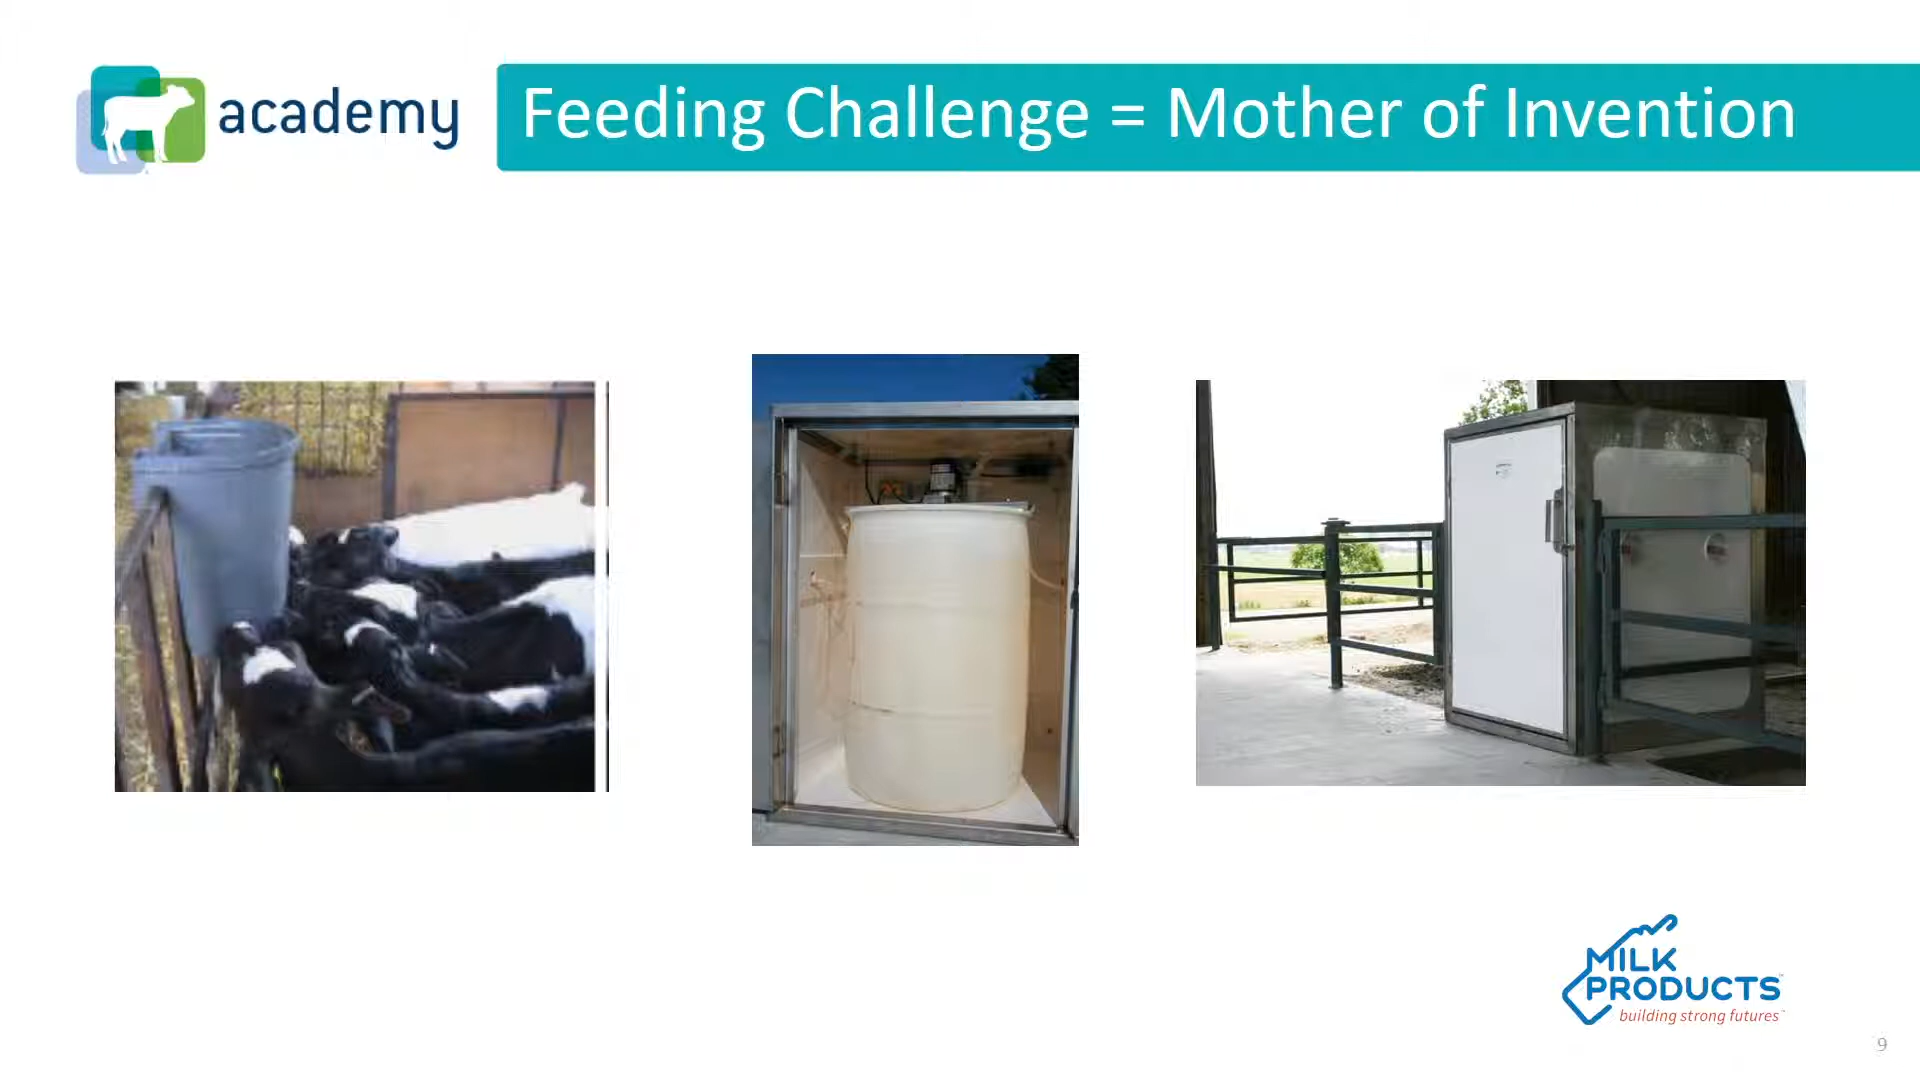 academy
Feeding Challenge = Mother of Invention
MILK
PRODUCTS
building strong futures
9